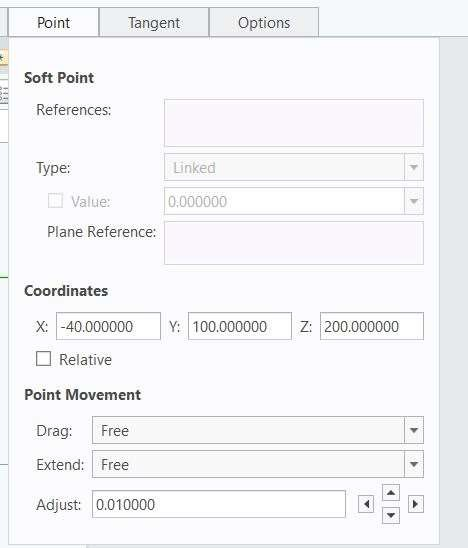 Point Tangent Options
Soft Point
References:
Type: Linked
Value: 0.000000
Plane Reference:
Coordinates
X: -40.000000 Y: 100.000000 Z: 200.000000
Relative
Point Movement
Drag: Free
Extend: Free
Adjust: 0.010000